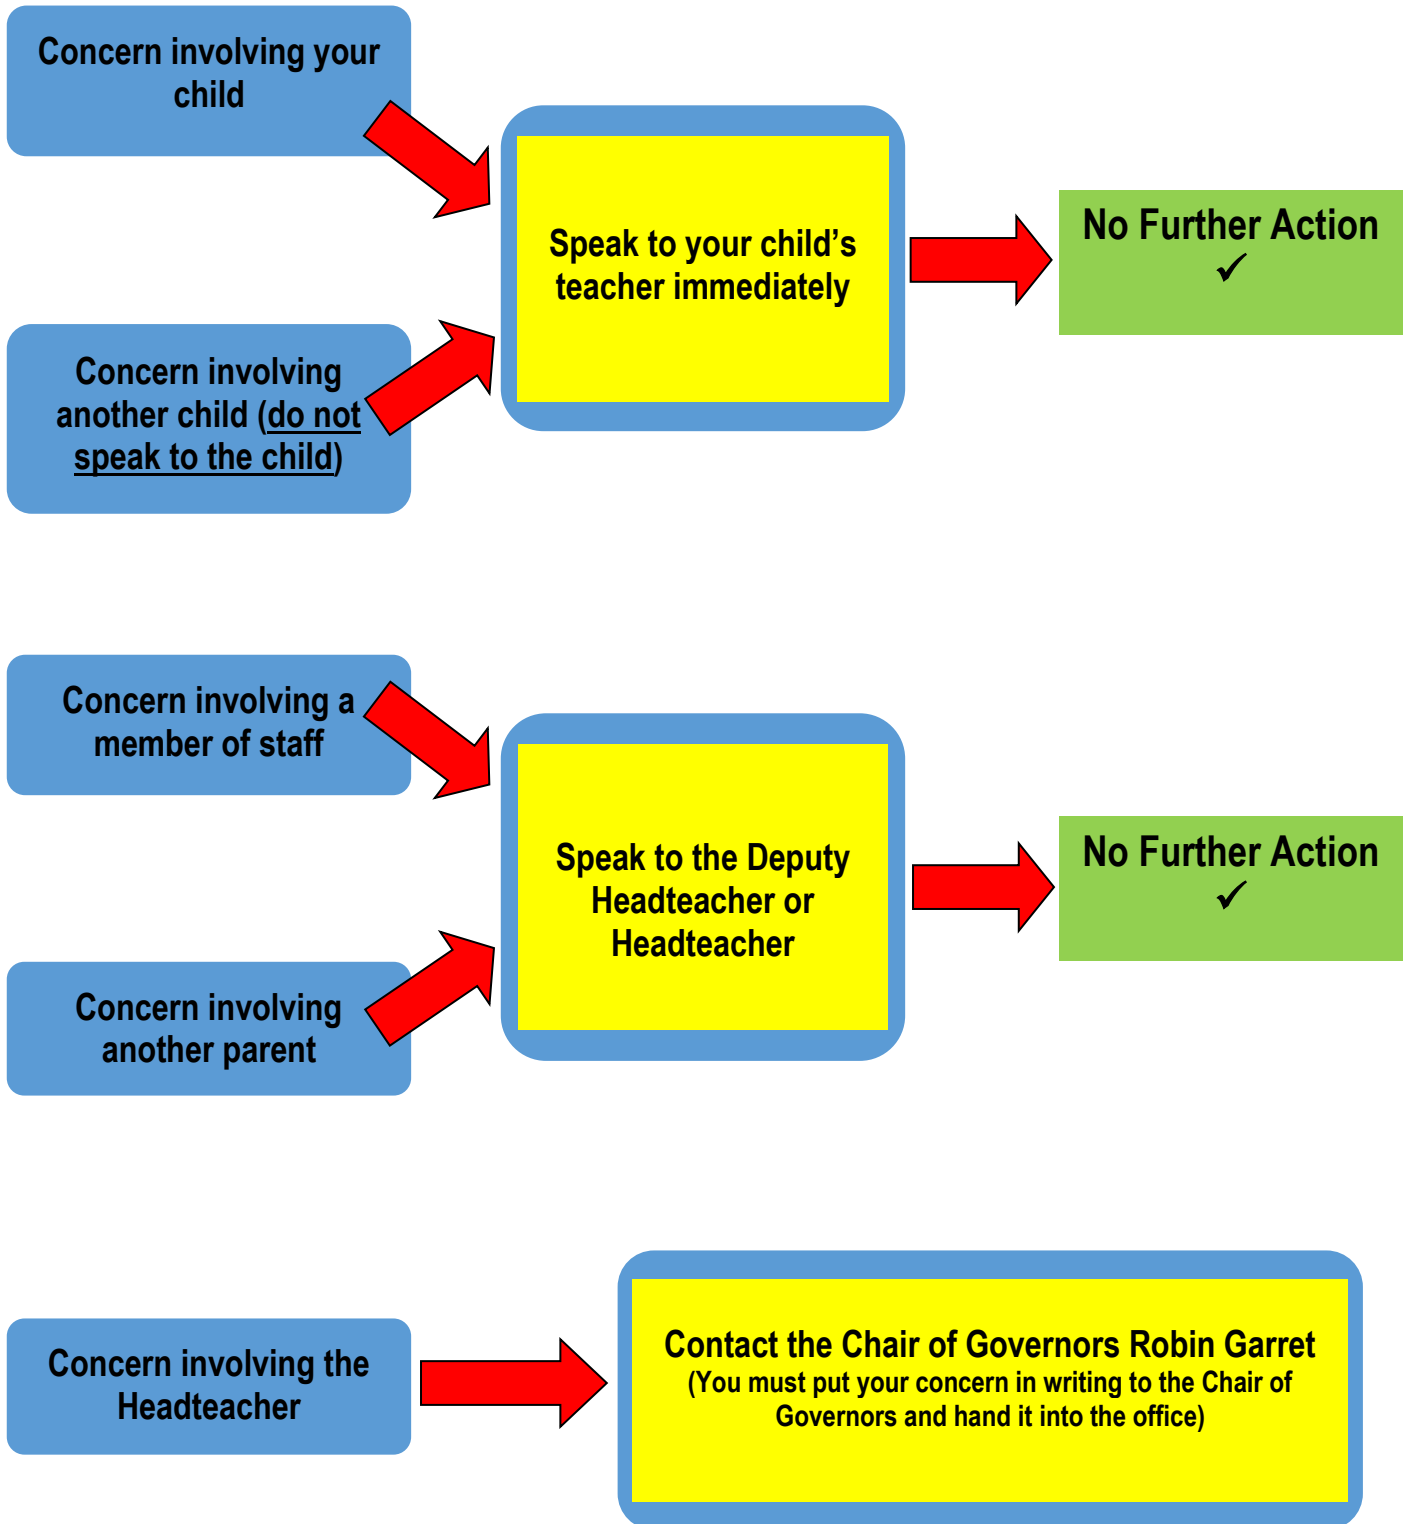 Concern involving your
child
Speak to your child's
teacher immediately
No Further Action
✓
Concern involving
another child (do not
speak to the child)
Concern involving a
member of staff
Speak to the Deputy
Headteacher or
Headteacher
No Further Action
✓
Concern involving
another parent
Concern involving the
Headteacher
Contact the Chair of Governors Robin Garret
(You must put your concern in writing to the Chair of
Governors and hand it into the office)